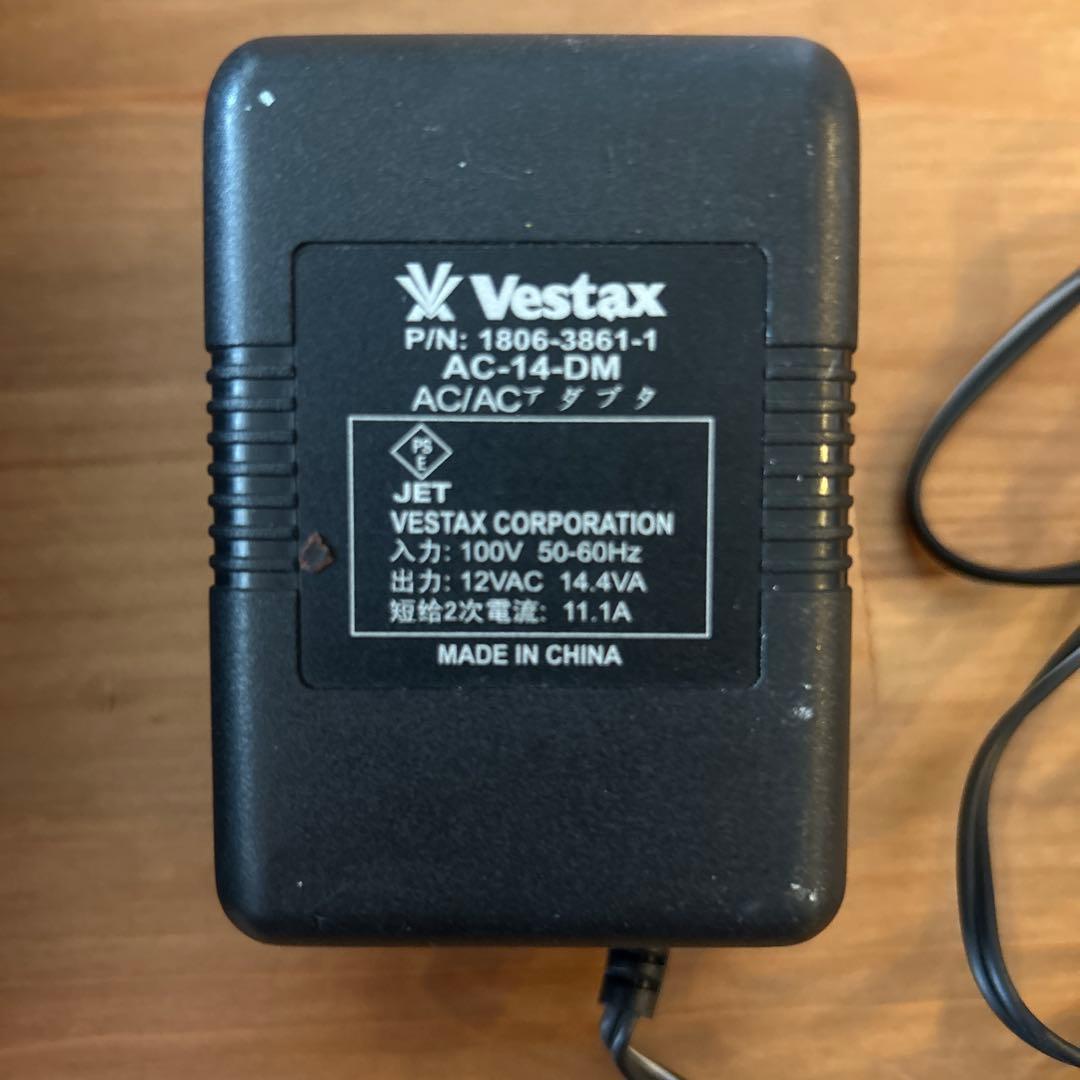 Vestax
P/N: 1806-3861-1
AC-14-DM
AC/ACアダプタ
PS
E
JET
VESTAX CORPORATION
入力: 100V 50-60Hz
出力: 12VAC 14.4VA
短给2次電流: 11.1A
MADE IN CHINA